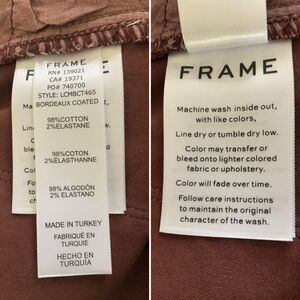 FRAME
RN# 139021
CA# 19371
PO# 740700
STYLE: LCMBCT465
BORDEAUX COATED
98%COTTON
2%ELASTANE
98%COTON
2%ELASTHANNE
98% ALGODÓN
2% ELASTANO
MADE IN TURKEY
FABRIQUÉ EN
TURQUIE
HECHO EN
TURQUÍA
FRAME
Machine wash inside out,
with like colors,
Line dry or tumble dry low.
Color may transfer or
bleed onto lighter colored
fabric or upholstery.
Color will fade over time.
Follow care instructions
to maintain the original
character of the wash.